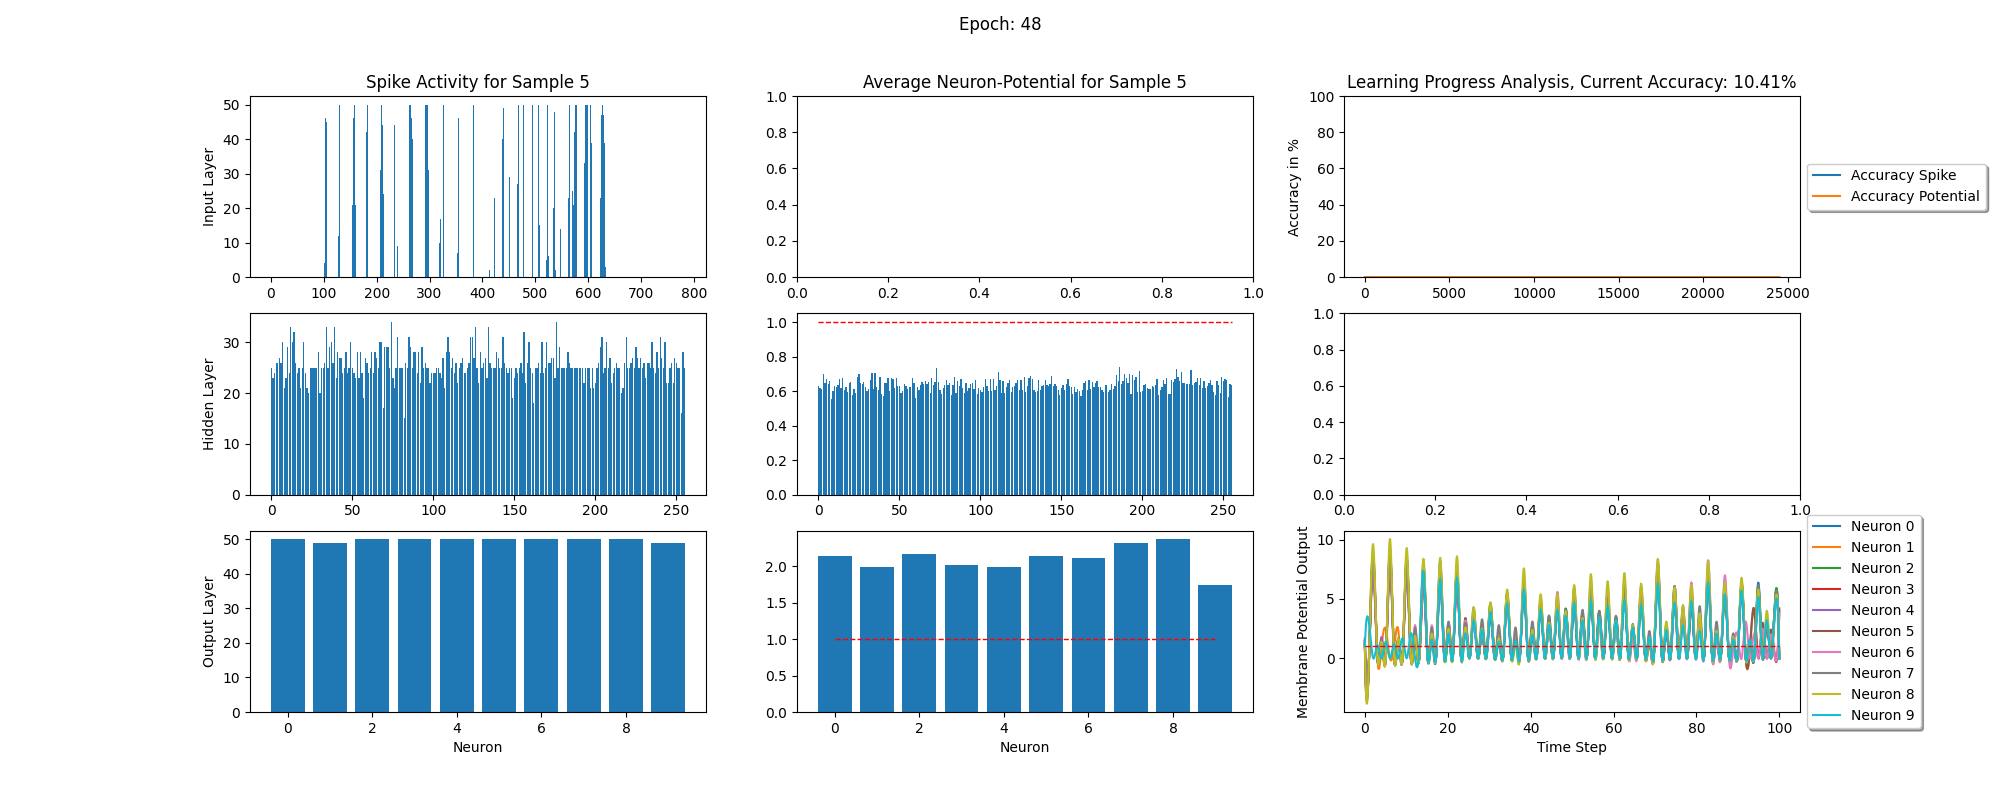 Epoch: 48
Spike Activity for Sample 5
Input Layer
50
40
30
20
10
0
0 100 200 300 400 500 600 700 800
Average Neuron-Potential for Sample 5
1.0
0.8
0.6
0.4
0.2
0.0
0.0 0.2 0.4 0.6 0.8 1.0
Learning Progress Analysis, Current Accuracy: 10.41%
Accuracy in %
100
80
60
40
20
0
0 5000 10000 15000 20000 25000
Accuracy Spike
Accuracy Potential
Hidden Layer
30
20
10
0
0 50 100 150 200 250
1.0
0.8
0.6
0.4
0.2
0.0
0 50 100 150 200 250
1.0
0.8
0.6
0.4
0.2
0.0
0.0 0.2 0.4 0.6 0.8 1.0
Output Layer
50
40
30
20
10
0
0 2 4 6 8
Neuron
2.0
1.5
1.0
0.5
0.0
0 2 4 6 8
Neuron
Membrane Potential Output
10
5
0
0 20 40 60 80 100
Time Step
Neuron 0
Neuron 1
Neuron 2
Neuron 3
Neuron 4
Neuron 5
Neuron 6
Neuron 7
Neuron 8
Neuron 9